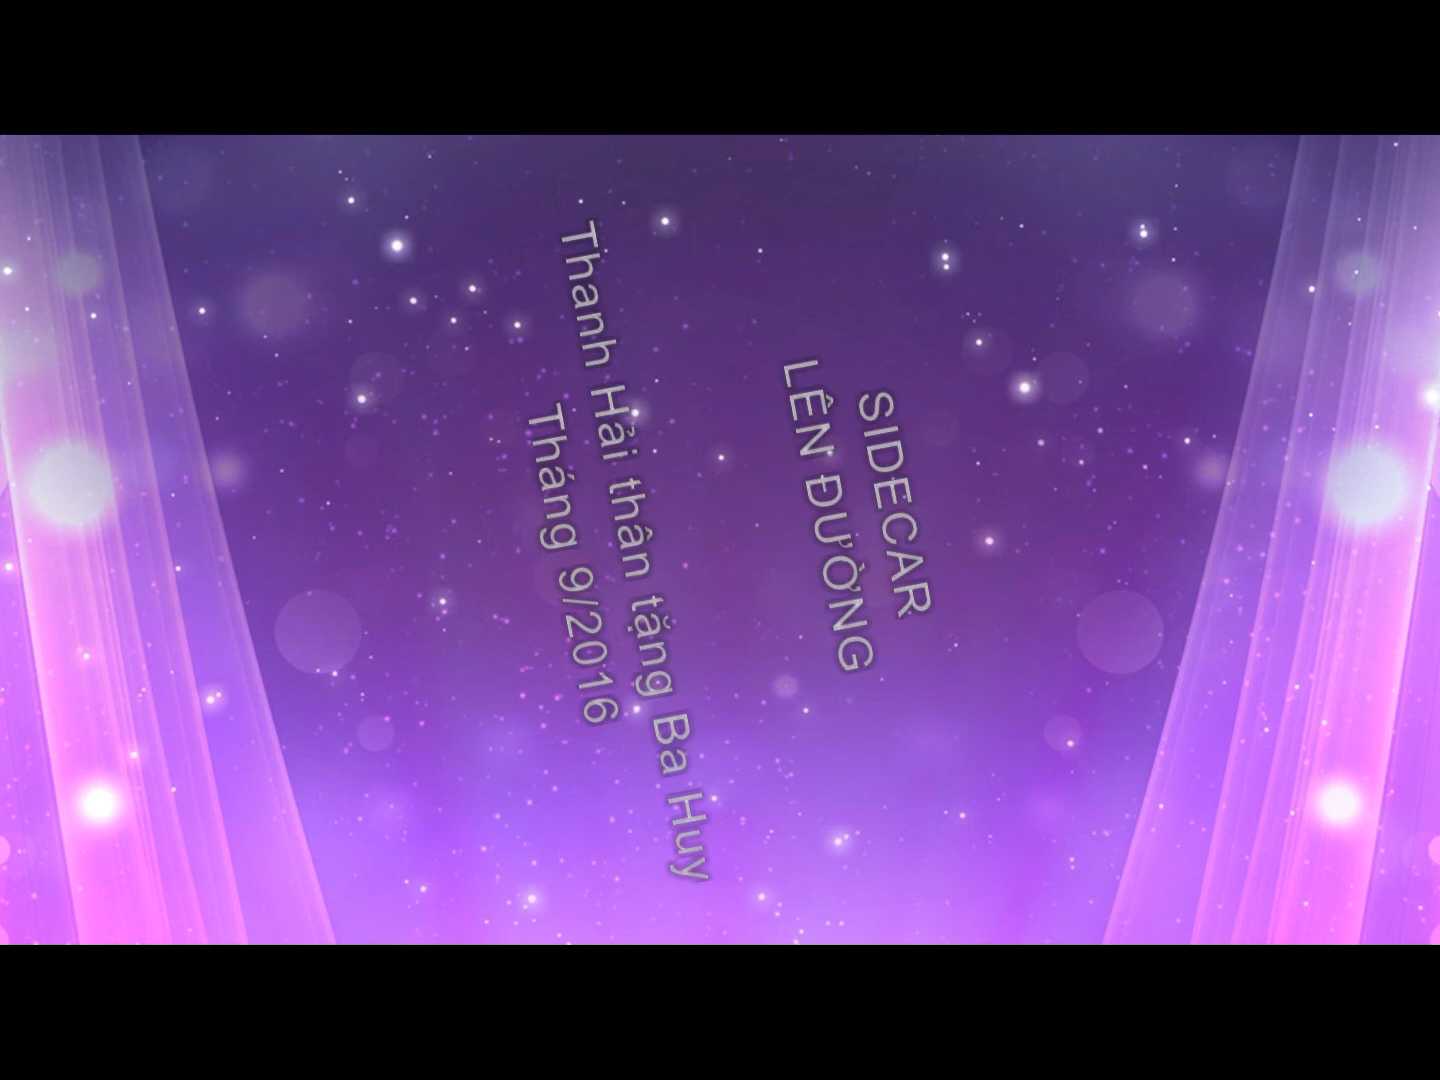 SIDECAR
LÊN ĐƯỜNG
Thanh Hải thân tặng Ba Huy
Tháng 9/2016